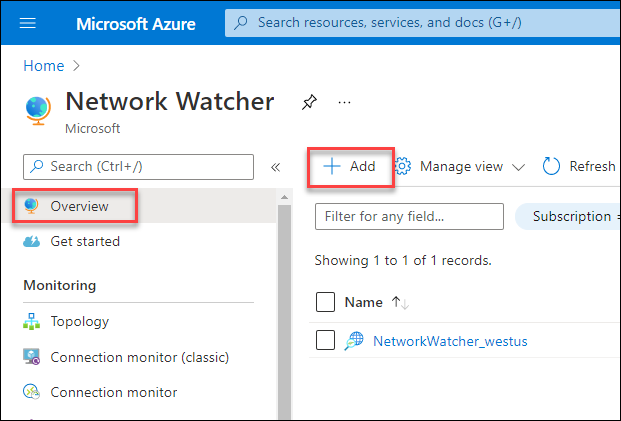 Microsoft Azure
Search resources, services, and docs (G+/)
Home
Network Watcher
Microsoft
Search (Ctrl+/)
Add
Manage view
Refresh
Overview
Filter for any field...
Subscription =
Get started
Showing 1 to 1 of 1 records.
Monitoring
Name
Topology
NetworkWatcher_westus
Connection monitor (classic)
Connection monitor